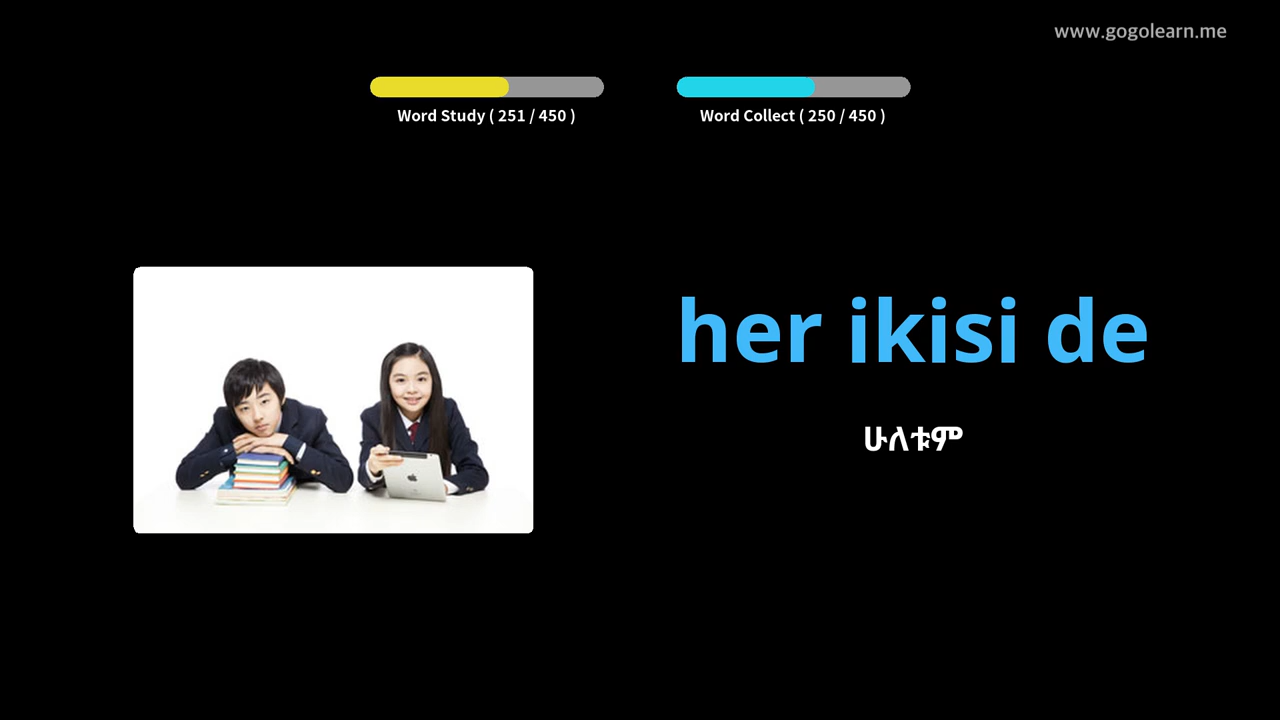 www.gogolearn.me
Word Study ( 251 / 450 )
Word Collect ( 250 / 450 )
her ikisi de
ሁለቱም